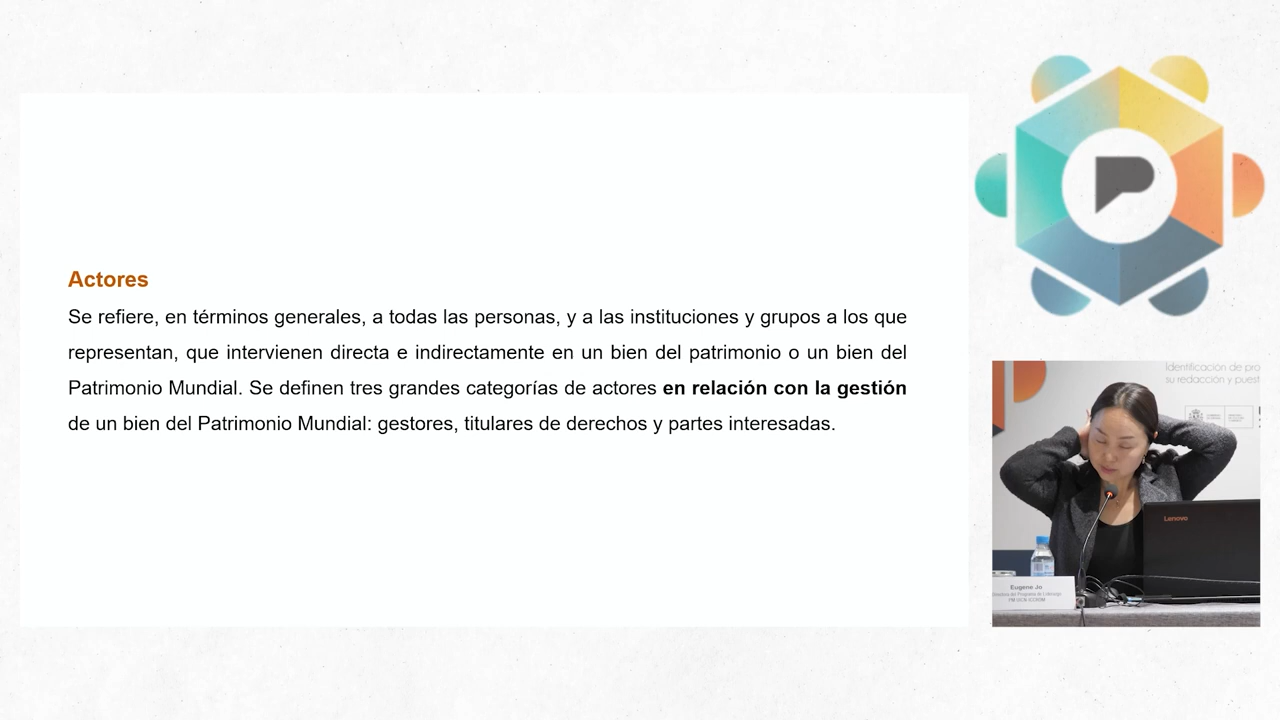 Actores
Se refiere, en términos generales, a todas las personas, y a las instituciones y grupos a los que
representan, que intervienen directa e indirectamente en un bien del patrimonio o un bien del
Patrimonio Mundial. Se definen tres grandes categorías de actores en relación con la gestión
de un bien del Patrimonio Mundial: gestores, titulares de derechos y partes interesadas.
Identificación de pro
su redacción y puest
Lenovo
Eugene Jo